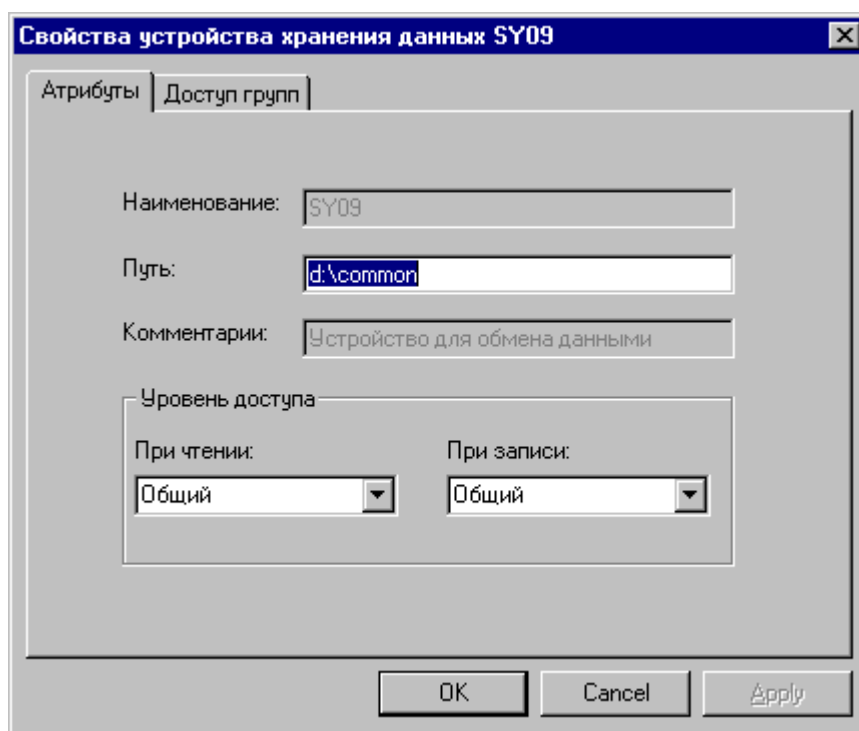 Свойства устройства хранения данных SY09
Атрибуты Доступ групп
Наименование: SY09
Путь: d:\common
Комментарии: Устройство для обмена данными
Уровень доступа
При чтении: При записи:
Общий Общий
OK Cancel Apply